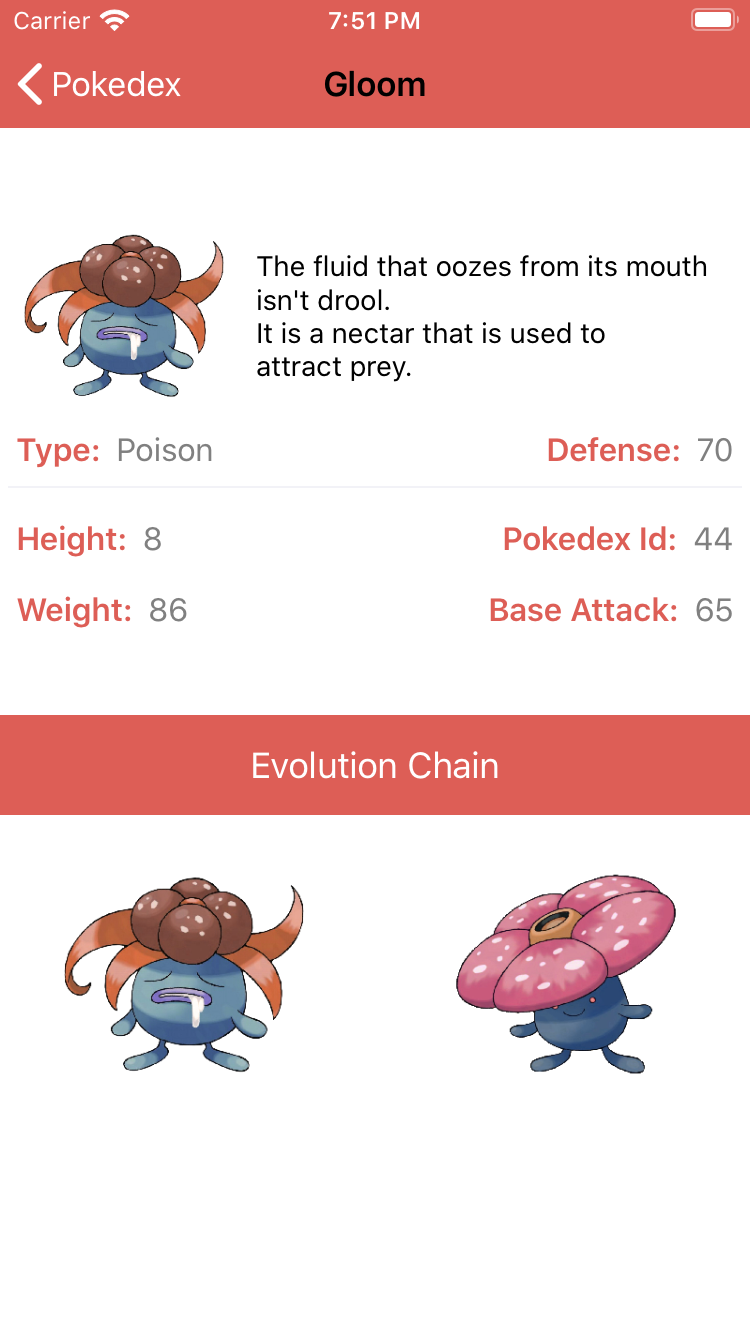 Carrier 7:51 PM
Pokedex Gloom
The fluid that oozes from its mouth
isn't drool.
It is a nectar that is used to
attract prey.
Type: Poison Defense: 70
Height: 8 Pokedex Id: 44
Weight: 86 Base Attack: 65
Evolution Chain